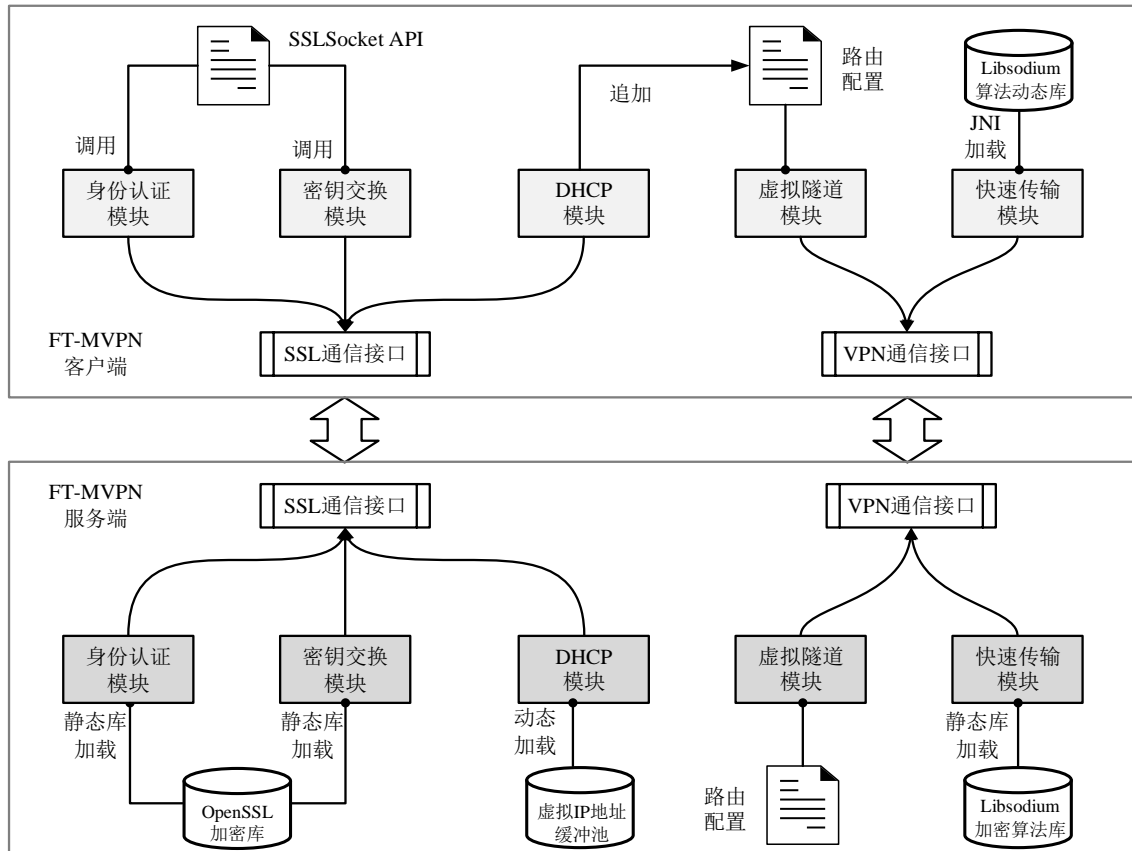 SSLSocket API
路由
配置
Libsodium
算法动态库
追加
JNI
加载
调用
调用
身份认证
模块
密钥交换
模块
DHCP
模块
虚拟隧道
模块
快速传输
模块
FT-MVPN
客户端
SSL通信接口
VPN通信接口
FT-MVPN
服务端
SSL通信接口
VPN通信接口
身份认证
模块
密钥交换
模块
DHCP
模块
虚拟隧道
模块
快速传输
模块
静态库
加载
静态库
加载
动态
加载
静态库
加载
OpenSSL
加密库
虚拟IP地址
缓冲池
路由
配置
Libsodium
加密算法库